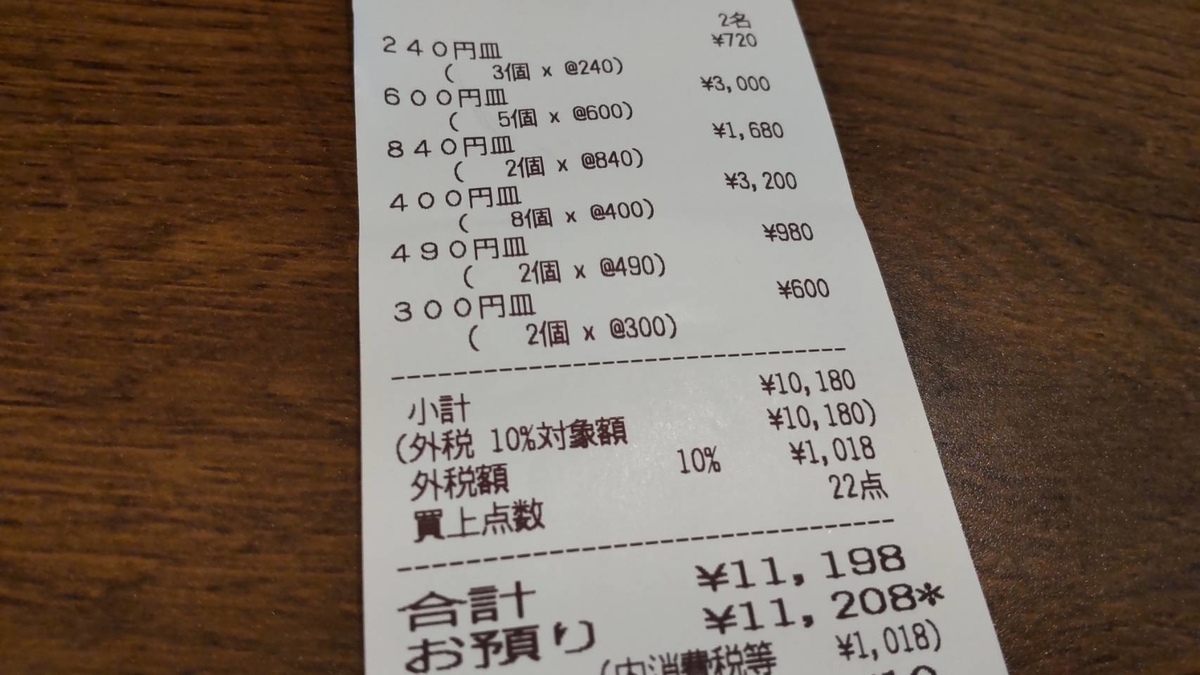 2名
２４０円皿 ¥720
( 3個 x @240)
６００円皿 ¥3,000
( 5個 x @600)
８４０円皿 ¥1,680
( 2個 x @840)
４００円皿 ¥3,200
( 8個 x @400)
４９０円皿 ¥980
( 2個 x @490)
３００円皿 ¥600
( 2個 x @300)
小計 ¥10,180
(外税 10%対象額 ¥10,180)
外税額 10% ¥1,018
買上点数 22点
合計 ¥11,198
お預り ¥11,208*
(内消費税等 ¥1,018)